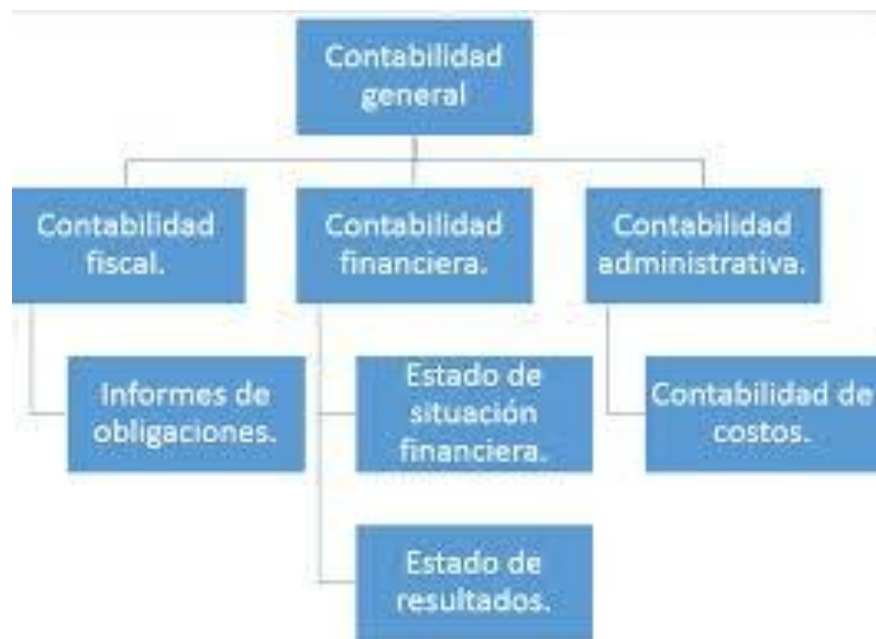 Contabilidad
general
Contabilidad
fiscal.
Contabilidad
financiera.
Contabilidad
administrativa.
Informes de
obligaciones.
Estado de
situación
financiera.
Contabilidad de
costos.
Estado de
resultados.